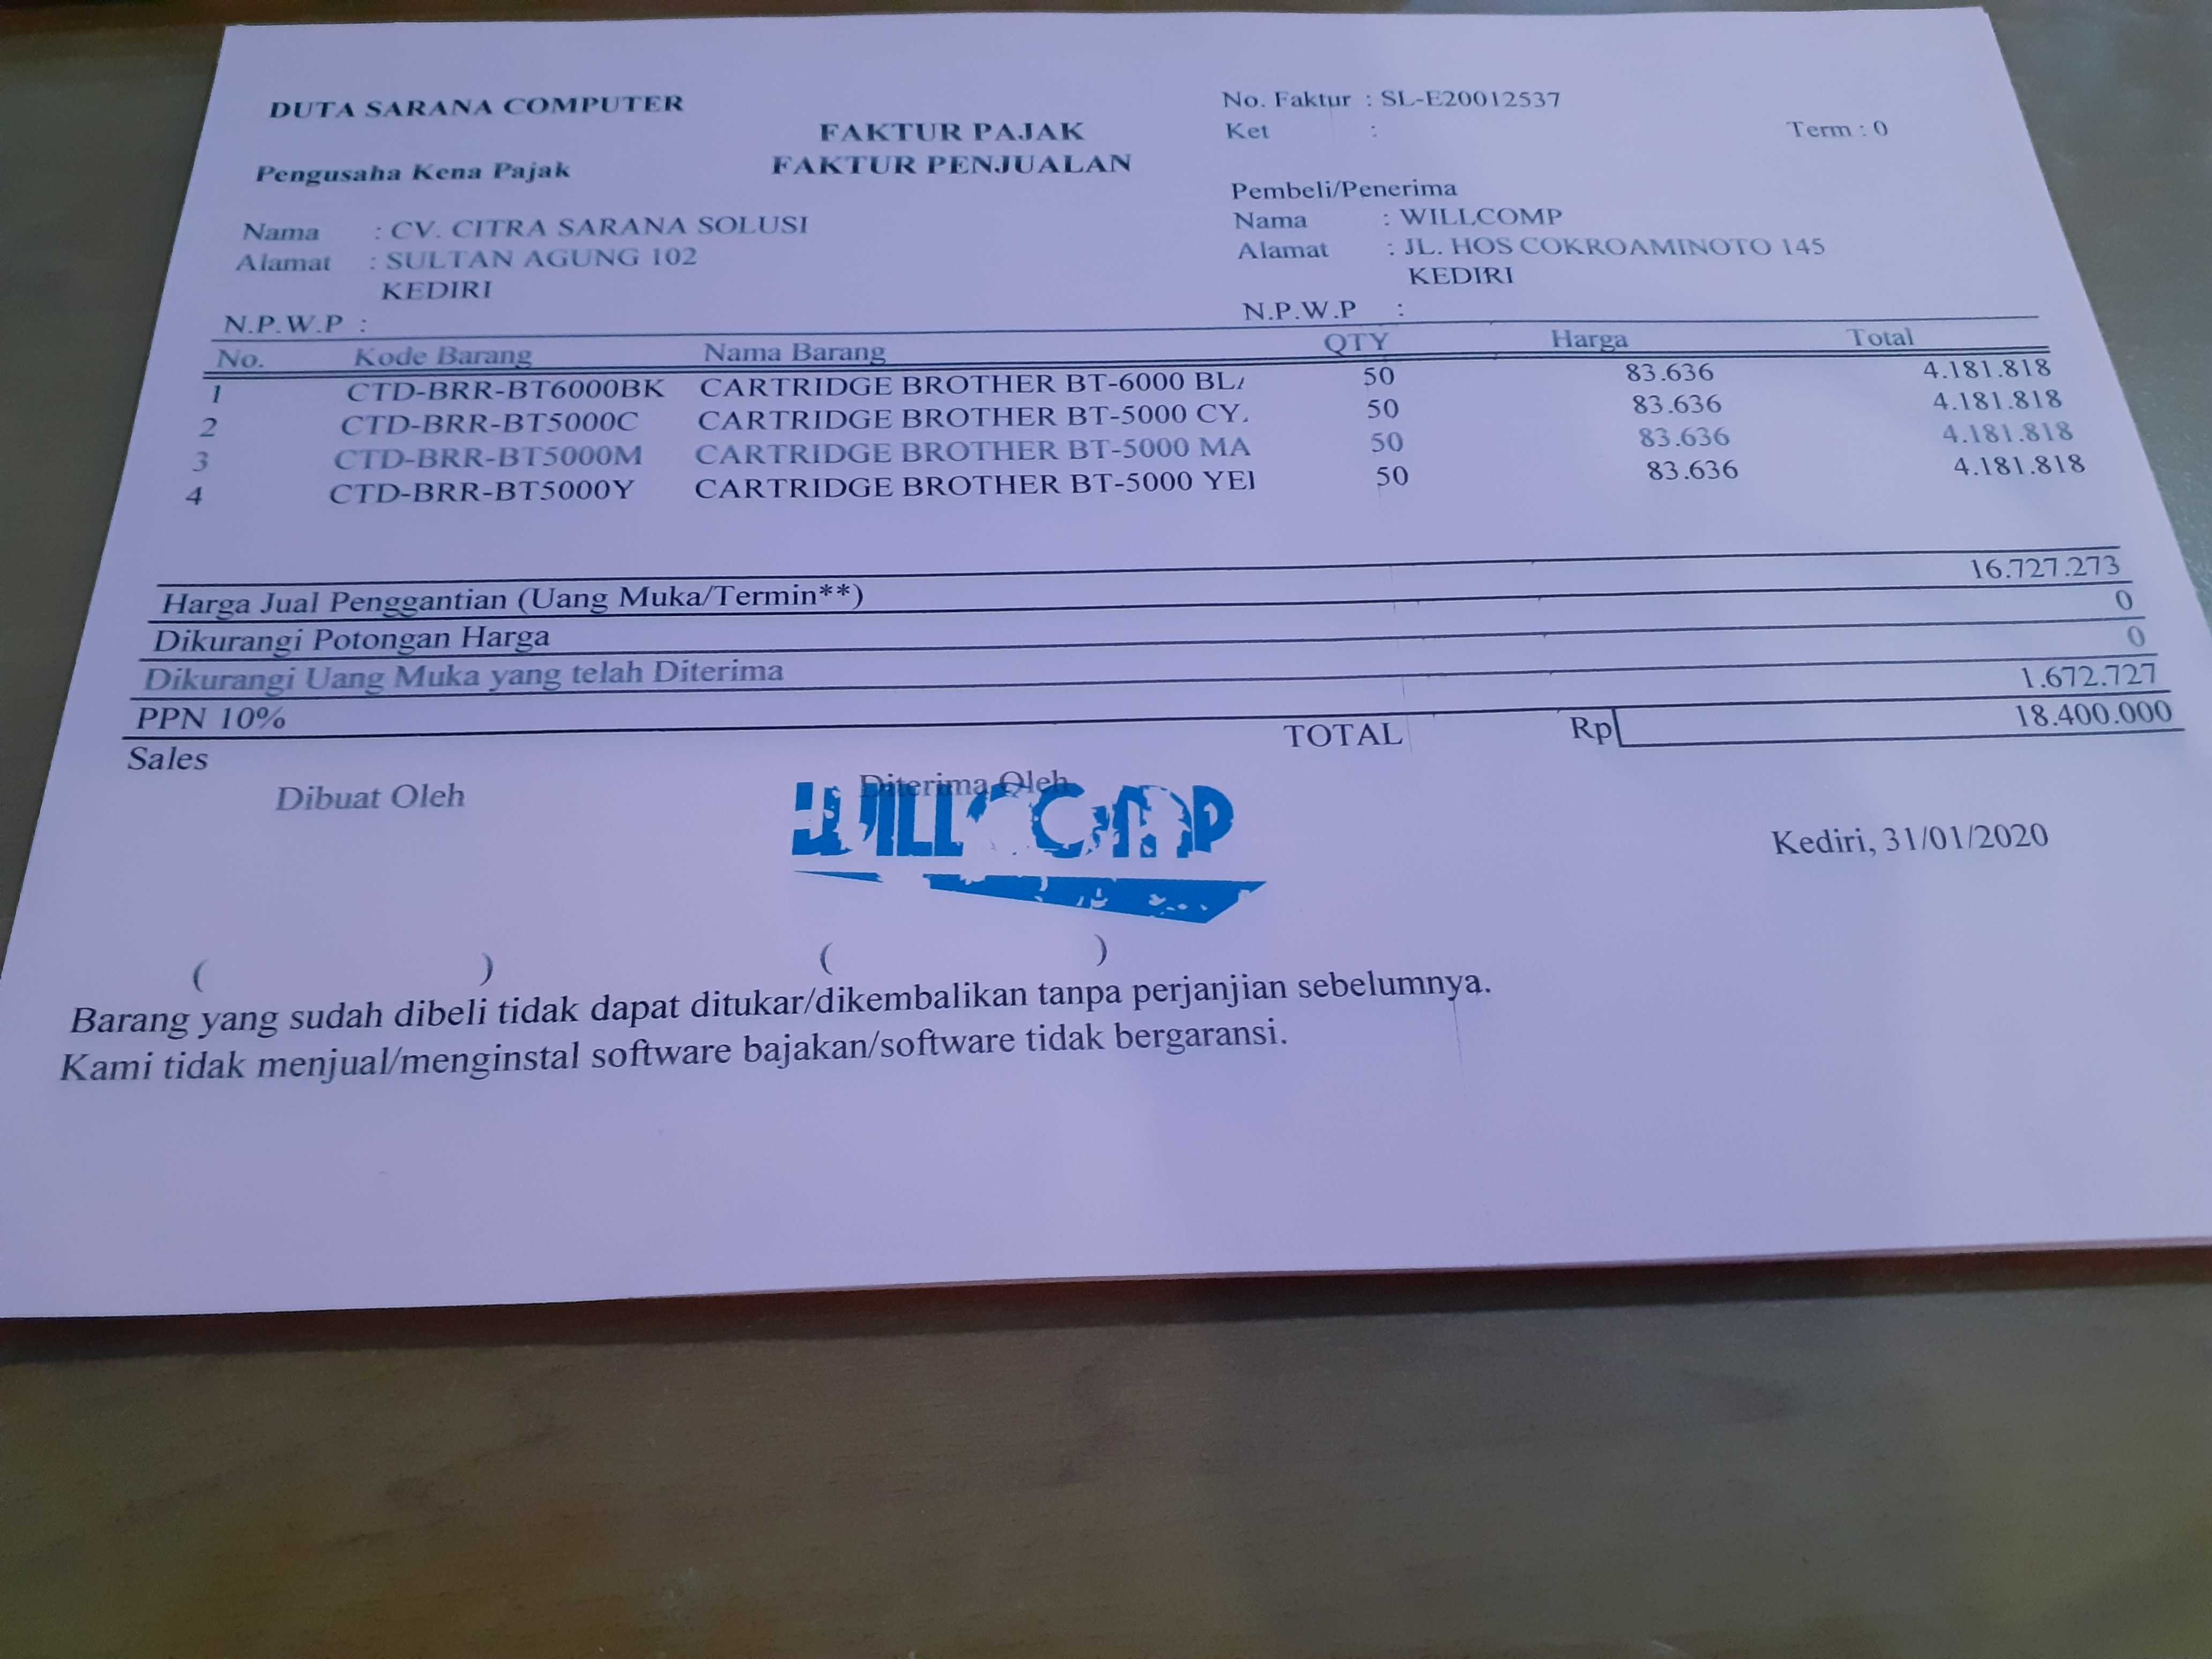 DUTA SARANA COMPUTER
FAKTUR PAJAK
FAKTUR PENJUALAN
No. Faktur : SL-E20012537
Ket :
Term : 0
Pengusaha Kena Pajak
Nama : CV. CITRA SARANA SOLUSI
Alamat : SULTAN AGUNG 102
KEDIRI
N.P.W.P :
Pembeli/Penerima
Nama : WILLCOMP
Alamat : JL. HOS COKROAMINOTO 145
KEDIRI
N.P.W.P :
No. Kode Barang Nama Barang QTY Harga Total
1 CTD-BRR-BT6000BK CARTRIDGE BROTHER BT-6000 BL 50 83.636 4.181.818
2 CTD-BRR-BT5000C CARTRIDGE BROTHER BT-5000 CY 50 83.636 4.181.818
3 CTD-BRR-BT5000M CARTRIDGE BROTHER BT-5000 MA 50 83.636 4.181.818
4 CTD-BRR-BT5000Y CARTRIDGE BROTHER BT-5000 YE 50 83.636 4.181.818
Harga Jual Penggantian (Uang Muka/Termin**) 16.727.273
Dikurangi Potongan Harga 0
Dikurangi Uang Muka yang telah Diterima 0
PPN 10% 1.672.727
TOTAL Rp 18.400.000
Sales
Dibuat Oleh
Diterima Oleh
WILL COMP
Kediri, 31/01/2020
( ) ( )
Barang yang sudah dibeli tidak dapat ditukar/dikembalikan tanpa perjanjian sebelumnya.
Kami tidak menjual/menginstal software bajakan/software tidak bergaransi.